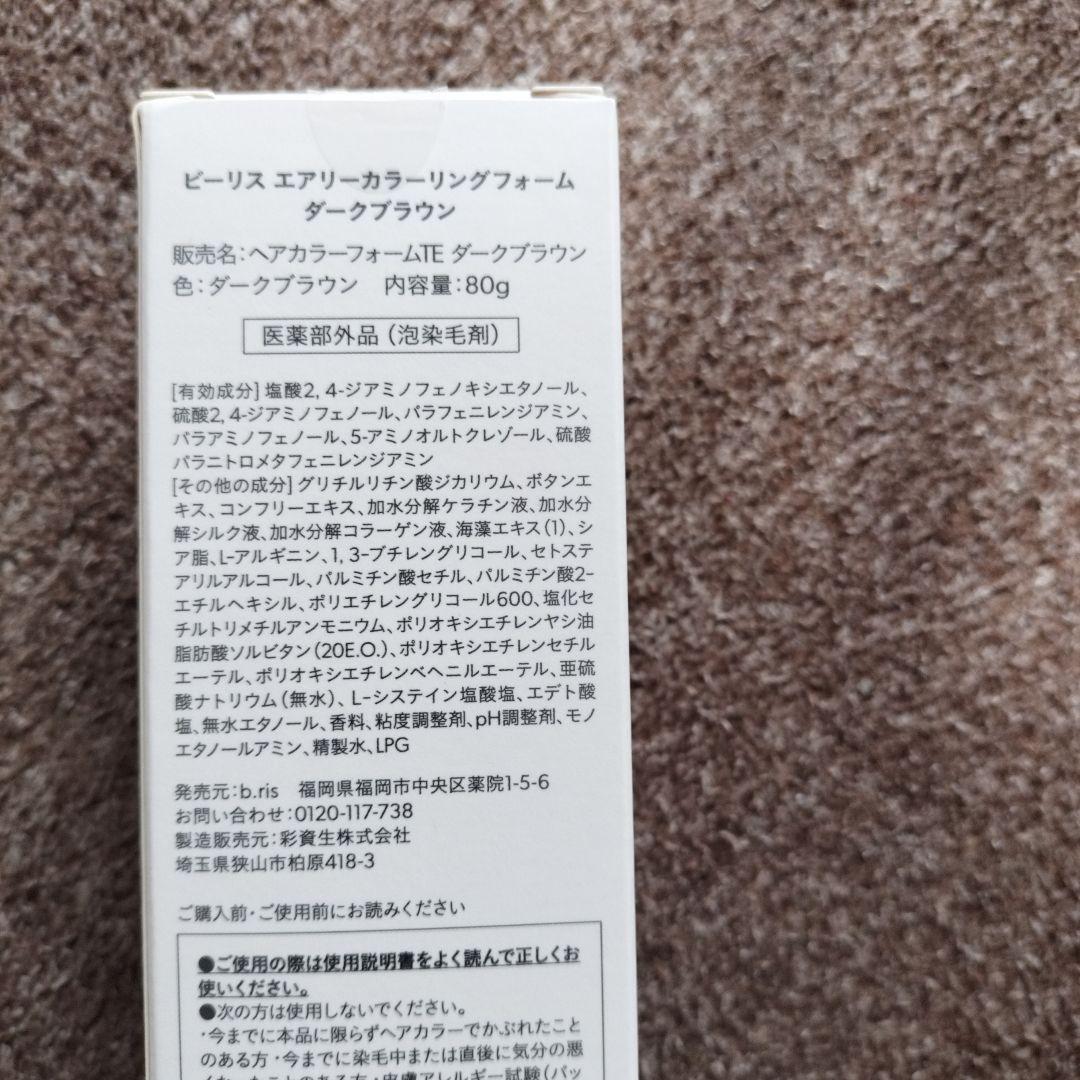 ビーリス エアリーカラーリングフォーム
ダークブラウン
販売名:ヘアカラーフォームTE ダークブラウン
色:ダークブラウン 内容量:80g
医薬部外品(泡染毛剤)
[有効成分]塩酸2, 4-ジアミノフェノキシエタノール、
硫酸2, 4-ジアミノフェノール、パラフェニレンジアミン、
パラアミノフェノール、5-アミノオルトクレゾール、硫酸
パラニトロメタフェニレンジアミン
[その他の成分]グリチルリチン酸ジカリウム、ボタンエ
キス、コンフリーエキス、加水分解ケラチン液、加水分
解シルク液、加水分解コラーゲン液、海藻エキス(1)、シ
ア脂、L-アルギニン、1, 3-ブチレングリコール、セトステ
アリルアルコール、パルミチン酸セチル、パルミチン酸2-
エチルヘキシル、ポリエチレングリコール600、塩化セ
チルトリメチルアンモニウム、ポリオキシエチレンヤシ油
脂肪酸ソルビタン(20E.O.)、ポリオキシエチレンセチル
エーテル、ポリオキシエチレンベヘニルエーテル、亜硫
酸ナトリウム(無水)、L-システイン塩酸塩、エデト酸
塩、無水エタノール、香料、粘度調整剤、pH調整剤、モノ
エタノールアミン、精製水、LPG
発売元:b.ris 福岡県福岡市中央区薬院1-5-6
お問い合わせ:0120-117-738
製造販売元:彩資生株式会社
埼玉県狭山市柏原418-3
ご購入前・ご使用前にお読みください
●ご使用の際は使用説明書をよく読んで正しくお
使いください。
●次の方は使用しないでください。
・今までに本品に限らずヘアカラーでかぶれたこと
のある方・今までに染毛中または直後に気分の悪
くなったことのある方・皮膚アレルギー試験(パッ